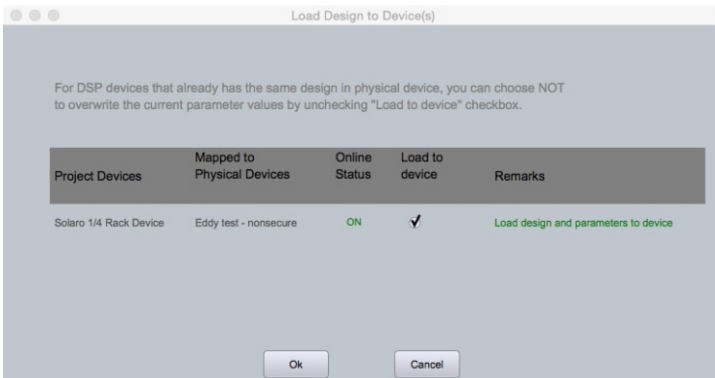 Load Design to Device(s)
For DSP devices that already has the same design in physical device, you can choose NOT
to overwrite the current parameter values by unchecking "Load to device" checkbox.
Project Devices
Mapped to
Physical Devices
Online
Status
Load to
device
Remarks
Solaro 1/4 Rack Device
Eddy test - nonsecure
ON
Load design and parameters to device
Ok
Cancel